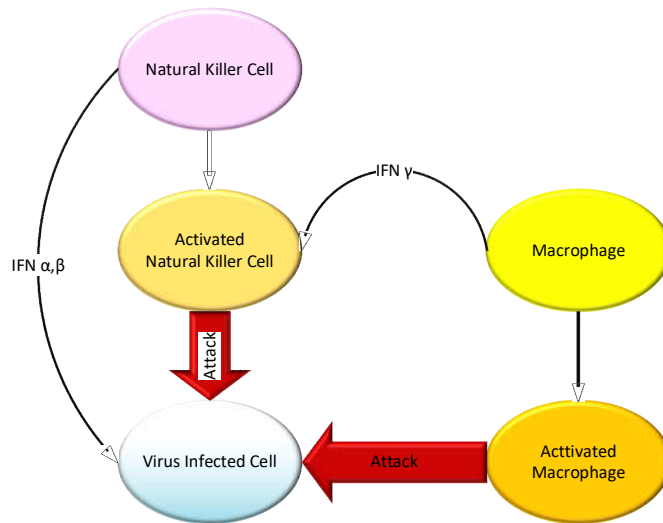 Natural Killer Cell
IFN γ
Activated
Natural Killer Cell
Macrophage
IFN α,β
Attack
Virus Infected Cell
Attack
Acttivated
Macrophage